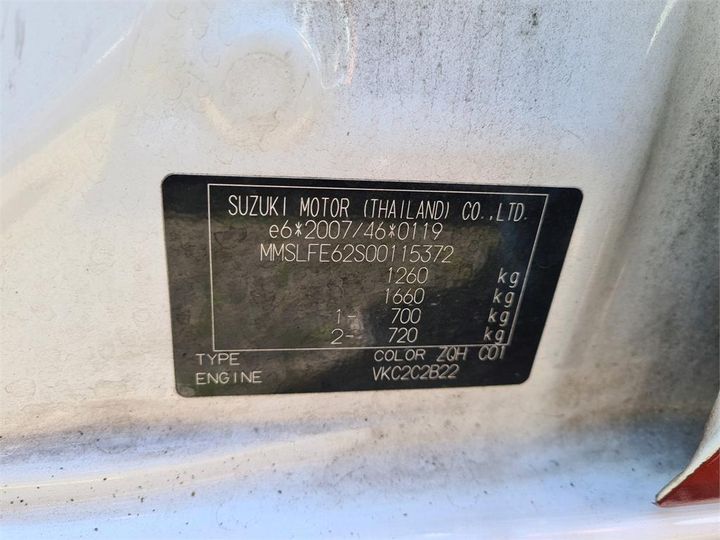 SUZUKI MOTOR (THAILAND) CO.,LTD.
e6*2007/46*0119
MMSLFE62S00115372
1260 kg
1660 kg
1- 700 kg
2- 720 kg
TYPE COLOR ZQH C01
ENGINE VKC2C2B22